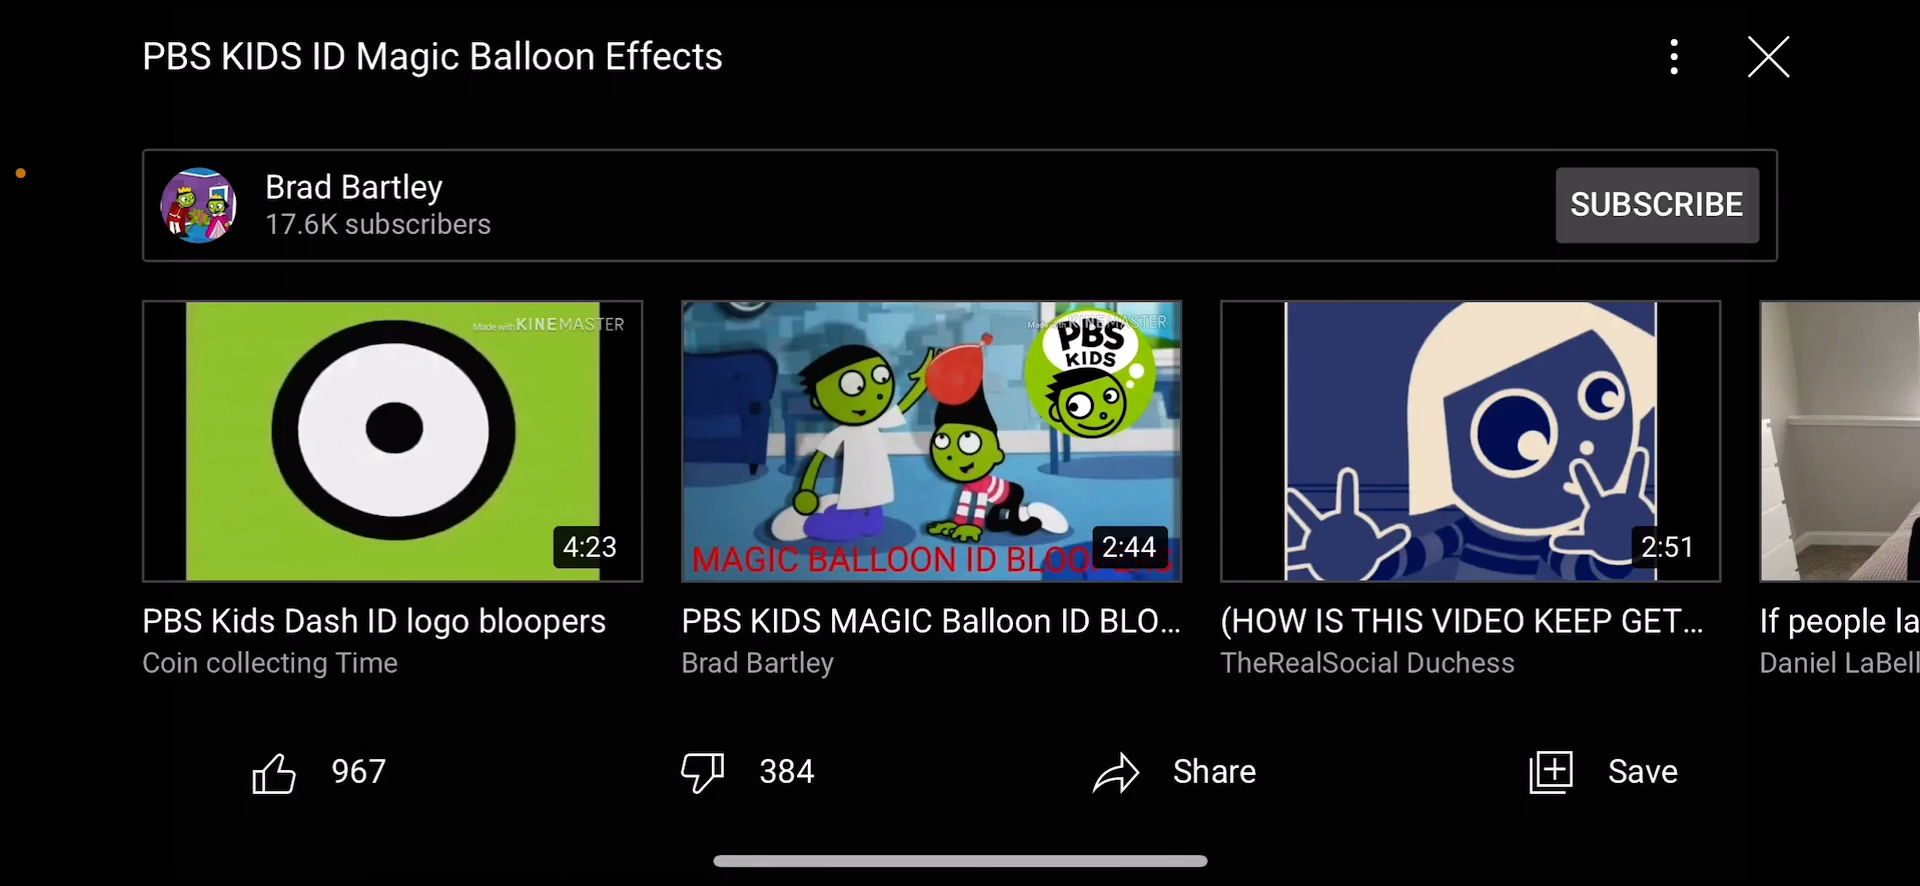 PBS KIDS ID Magic Balloon Effects
Brad Bartley
17.6K subscribers
SUBSCRIBE
Made with KINEMASTER
4:23
Made with KINEMASTER
PBS
KIDS
MAGIC BALLOON ID
2:44
2:51
PBS Kids Dash ID logo bloopers
Coin collecting Time
PBS KIDS MAGIC Balloon ID BLO...
Brad Bartley
(HOW IS THIS VIDEO KEEP GET...
TheRealSocial Duchess
If people la
Daniel LaBell
967
384
Share
Save